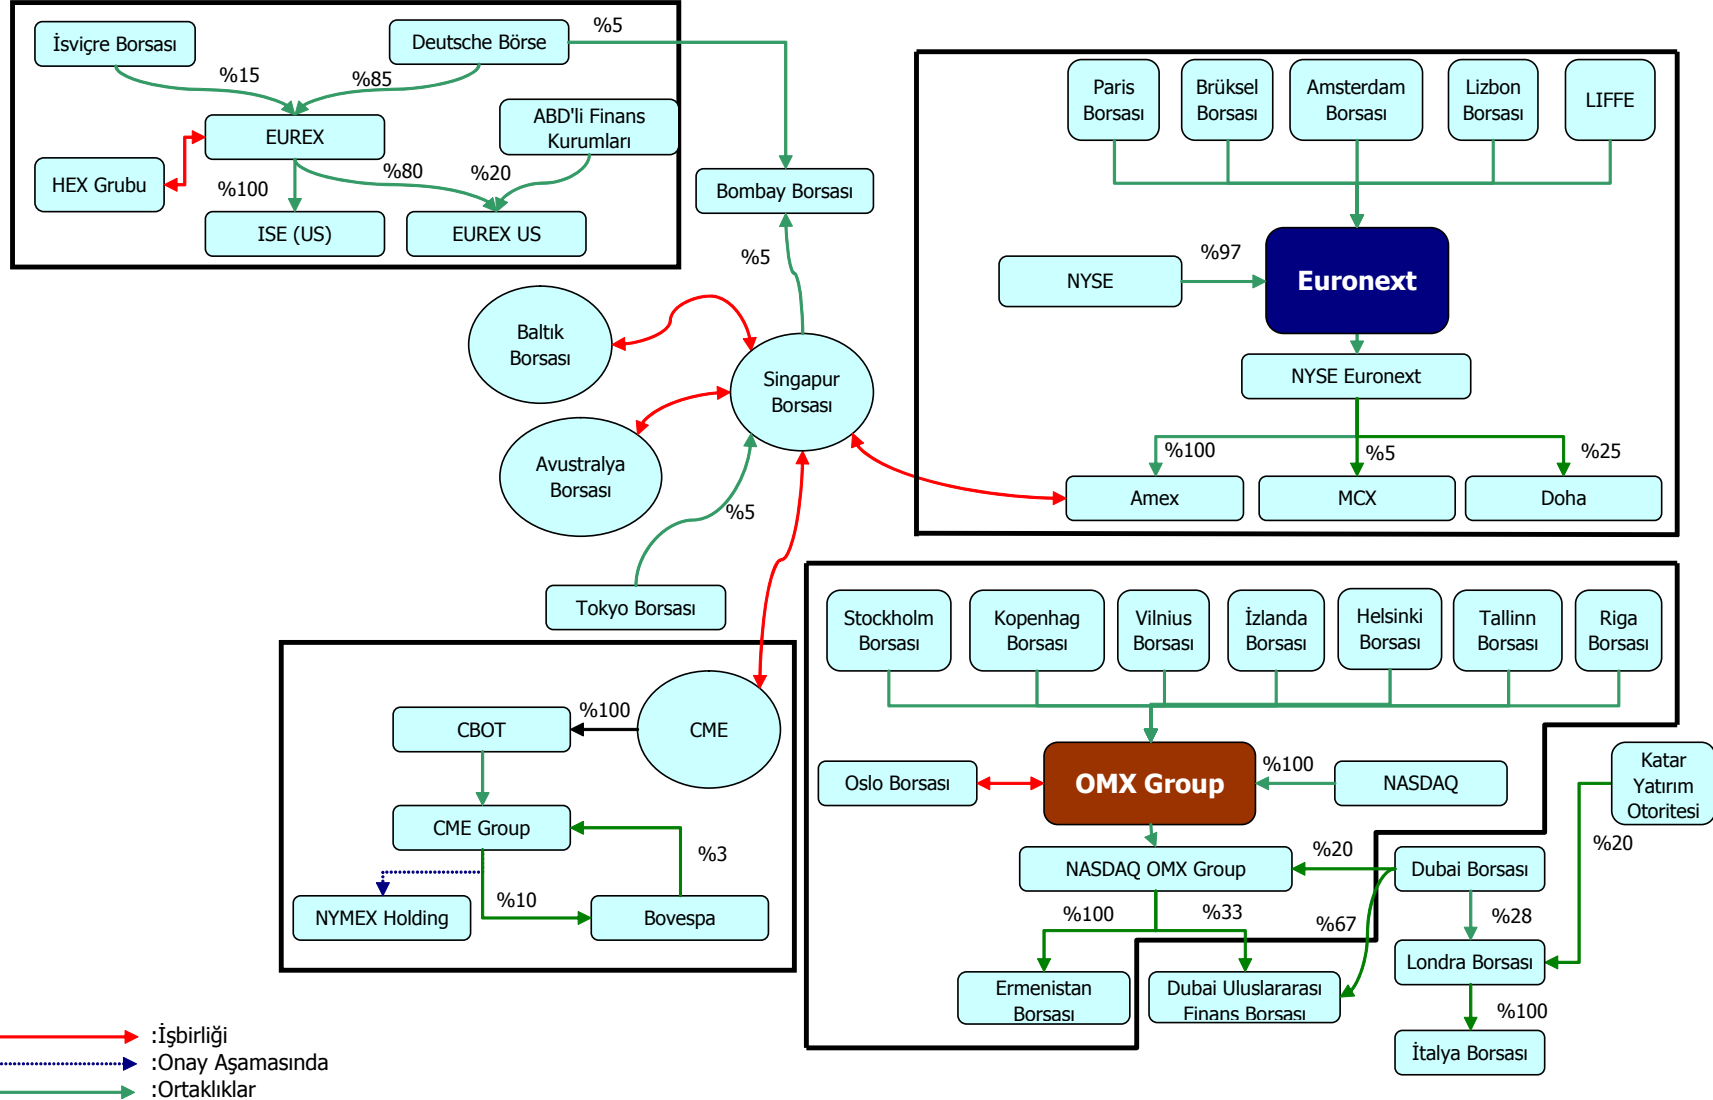 İsviçre Borsası
Deutsche Börse
%5
%15
%85
EUREX
ABD'li Finans
Kurumları
HEX Grubu
%100
%80
%20
ISE (US)
EUREX US
Bombay Borsası
%5
Paris
Borsası
Brüksel
Borsası
Amsterdam
Borsası
Lizbon
Borsası
LIFFE
NYSE
%97
Euronext
NYSE Euronext
%100
%5
%25
Amex
MCX
Doha
Baltık
Borsası
Singapur
Borsası
Avustralya
Borsası
%5
Tokyo Borsası
CBOT
%100
CME
CME Group
%3
%10
NYMEX Holding
Bovespa
Stockholm
Borsası
Kopenhag
Borsası
Vilnius
Borsası
İzlanda
Borsası
Helsinki
Borsası
Tallinn
Borsası
Riga
Borsası
Oslo Borsası
OMX Group
%100
NASDAQ
Katar
Yatırım
Otoritesi
%20
NASDAQ OMX Group
%20
Dubai Borsası
%100
%33
%67
%28
Londra Borsası
Ermenistan
Borsası
Dubai Uluslararası
Finans Borsası
%100
İtalya Borsası
:İşbirliği
:Onay Aşamasında
:Ortaklıklar